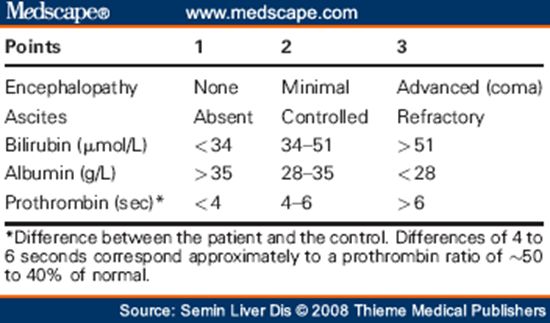 Medscape® www.medscape.com
Points 1 2 3
Encephalopathy None Minimal Advanced (coma)
Ascites Absent Controlled Refractory
Bilirubin (μmol/L) <34 34–51 >51
Albumin (g/L) >35 28–35 <28
Prothrombin (sec)* <4 4–6 >6
*Difference between the patient and the control. Differences of 4 to
6 seconds correspond approximately to a prothrombin ratio of ~50
to 40% of normal.
Source: Semin Liver Dis © 2008 Thieme Medical Publishers